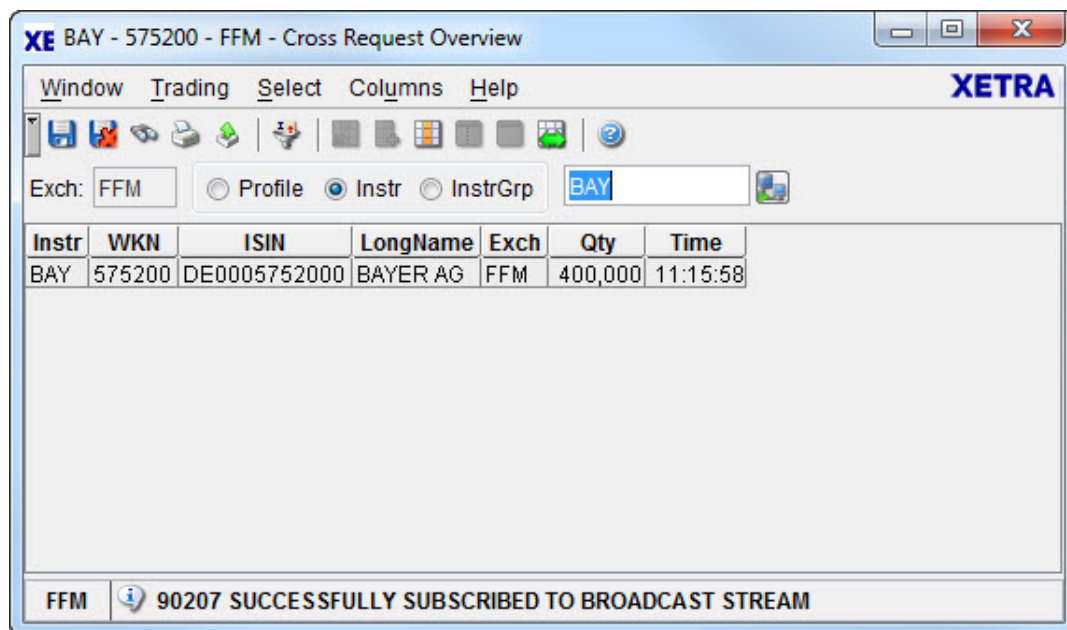 XE BAY - 575200 - FFM - Cross Request Overview
Window Trading Select Columns Help XETRA
Exch: FFM Profile Instr InstrGrp BAY
Instr WKN ISIN LongName Exch Qty Time
BAY 575200 DE0005752000 BAYER AG FFM 400,000 11:15:58
FFM 90207 SUCCESSFULLY SUBSCRIBED TO BROADCAST STREAM